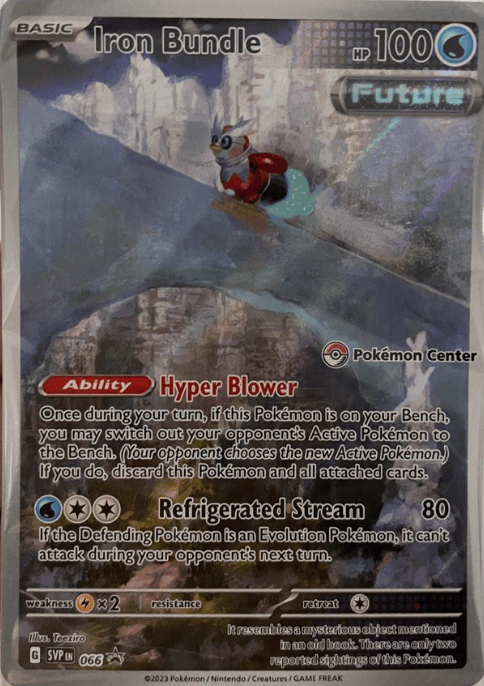 BASIC
Iron Bundle
HP 100
Future
Pokémon Center
Ability Hyper Blower
Once during your turn, if this Pokémon is on your Bench,
you may switch out your opponent's Active Pokémon to
the Bench. (Your opponent chooses the new Active Pokémon.)
If you do, discard this Pokémon and all attached cards.
Refrigerated Stream 80
If the Defending Pokémon is an Evolution Pokémon, it can't
attack during your opponent's next turn.
weakness ×2 resistance retreat
Illus. Teeziro
It resembles a mysterious object mentioned
in an old book. There are only two
reported sightings of this Pokémon.
G SVP EN 066
©2023 Pokémon / Nintendo / Creatures / GAME FREAK